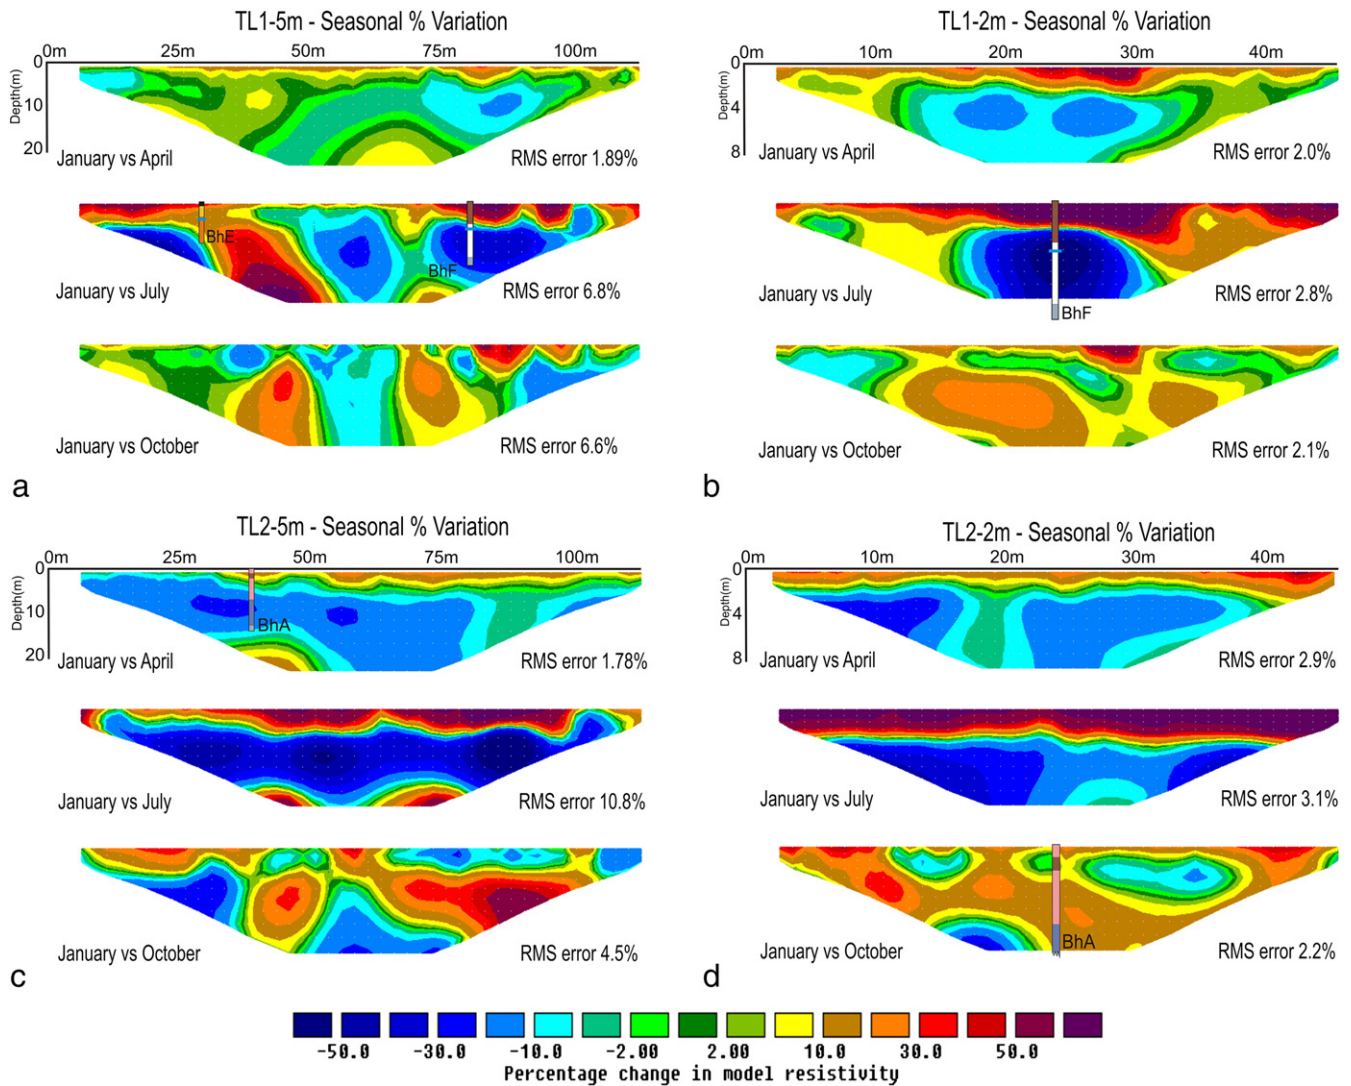 TL1-5m - Seasonal % Variation
0m 25m 50m 75m 100m
Depth(m)
0
10
20
January vs April
RMS error 1.89%
BhE
BhF
January vs July
RMS error 6.8%
January vs October
RMS error 6.6%
a
TL1-2m - Seasonal % Variation
0m 10m 20m 30m 40m
Depth(m)
0
4
8
January vs April
RMS error 2.0%
January vs July
RMS error 2.8%
BhF
January vs October
RMS error 2.1%
b
TL2-5m - Seasonal % Variation
0m 25m 50m 75m 100m
Depth(m)
0
10
20
BhA
January vs April
RMS error 1.78%
January vs July
RMS error 10.8%
January vs October
RMS error 4.5%
c
TL2-2m - Seasonal % Variation
0m 10m 20m 30m 40m
Depth(m)
0
4
8
January vs April
RMS error 2.9%
January vs July
RMS error 3.1%
BhA
January vs October
RMS error 2.2%
d
-50.0 -30.0 -10.0 -2.00 2.00 10.0 30.0 50.0
Percentage change in model resistivity